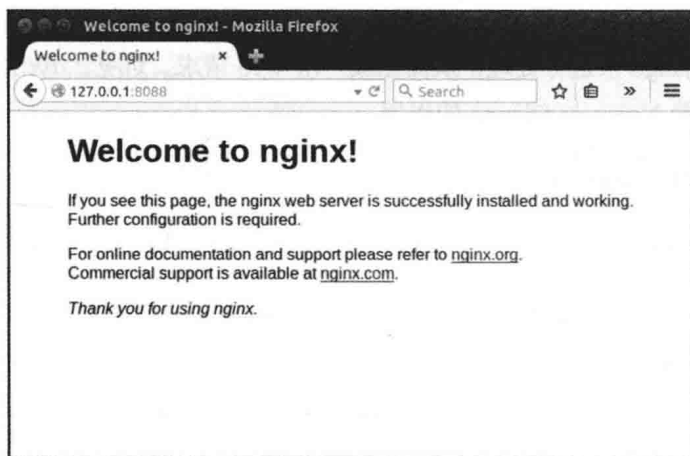 Welcome to nginx! - Mozilla Firefox
Welcome to nginx!
127.0.0.1:8088
Search
Welcome to nginx!
If you see this page, the nginx web server is successfully installed and working.
Further configuration is required.
For online documentation and support please refer to nginx.org.
Commercial support is available at nginx.com.
Thank you for using nginx.